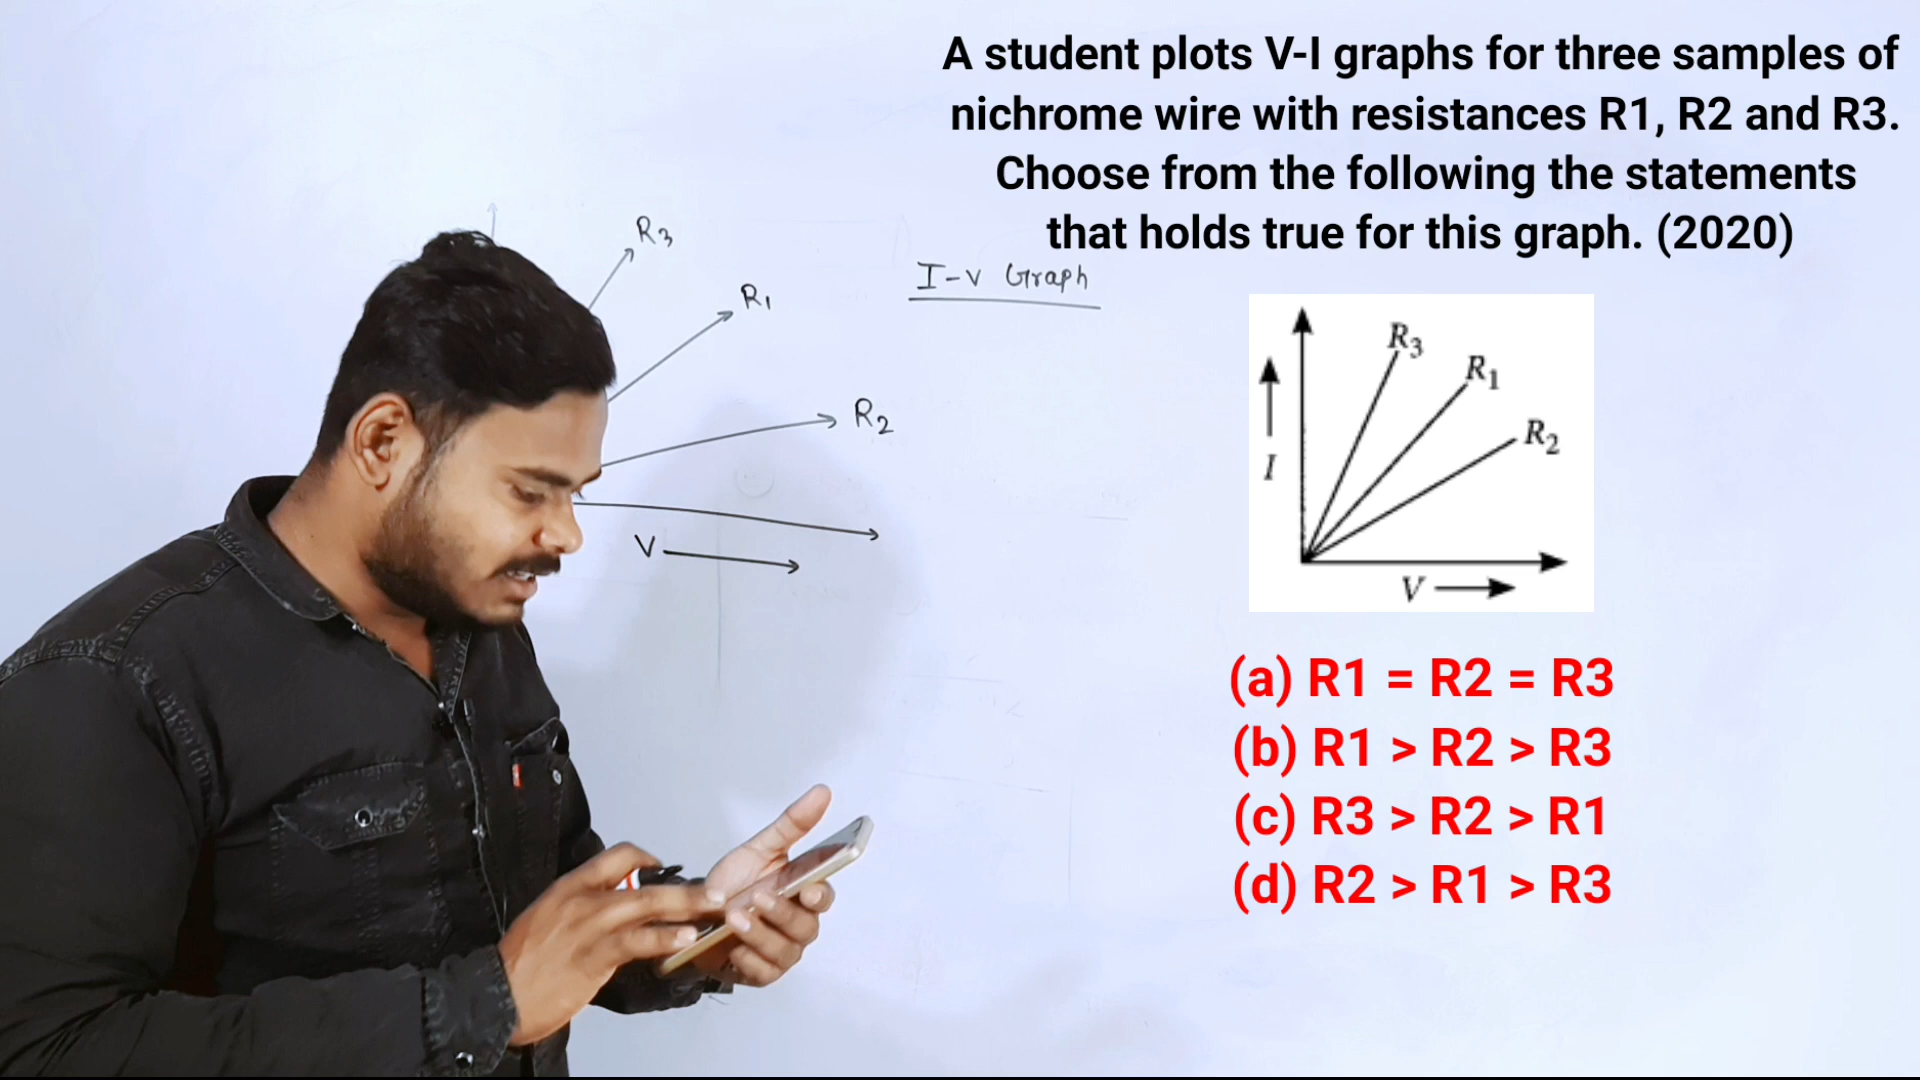 A student plots V-I graphs for three samples of
nichrome wire with resistances R1, R2 and R3.
Choose from the following the statements
that holds true for this graph. (2020)
I-V Graph
R3
R1
R2
V
R3
R1
R2
I
V
(a) R1 = R2 = R3
(b) R1 > R2 > R3
(c) R3 > R2 > R1
(d) R2 > R1 > R3